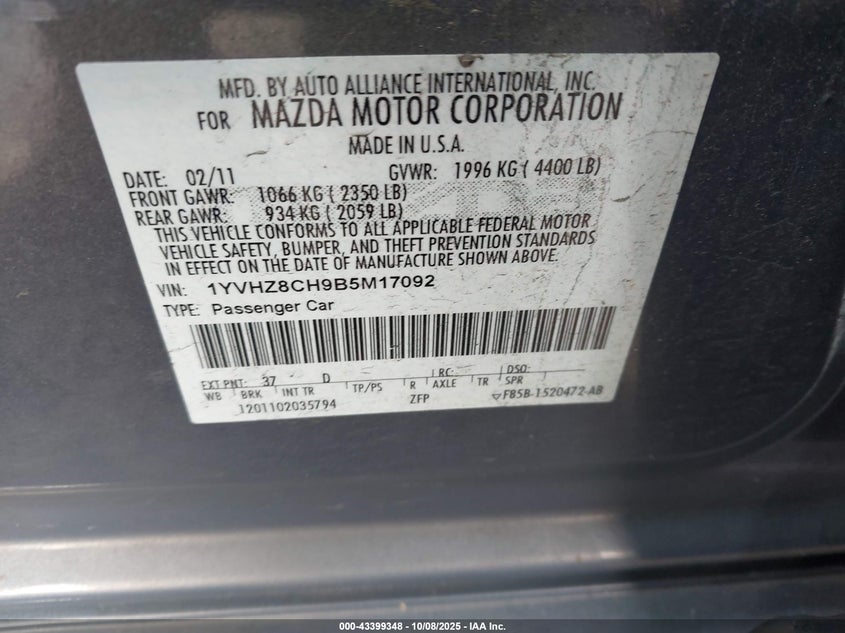 MFD. BY AUTO ALLIANCE INTERNATIONAL, INC.
FOR MAZDA MOTOR CORPORATION
MADE IN U.S.A.
DATE: 02/11 GVWR: 1996 KG ( 4400 LB)
FRONT GAWR: 1066 KG ( 2350 LB)
REAR GAWR: 934 KG ( 2059 LB)
THIS VEHICLE CONFORMS TO ALL APPLICABLE FEDERAL MOTOR
VEHICLE SAFETY, BUMPER, AND THEFT PREVENTION STANDARDS
IN EFFECT ON THE DATE OF MANUFACTURE SHOWN ABOVE.
VIN: 1YVHZ8CH9B5M17092
TYPE: Passenger Car
EXT PNT: 37 D RC: DSO:
WB BRK INT TR TP/PS R AXLE TR SPR
1201102035794 ZFP F85B-1520472-AB
000-43399348 - 10/08/2025 - IAA Inc.